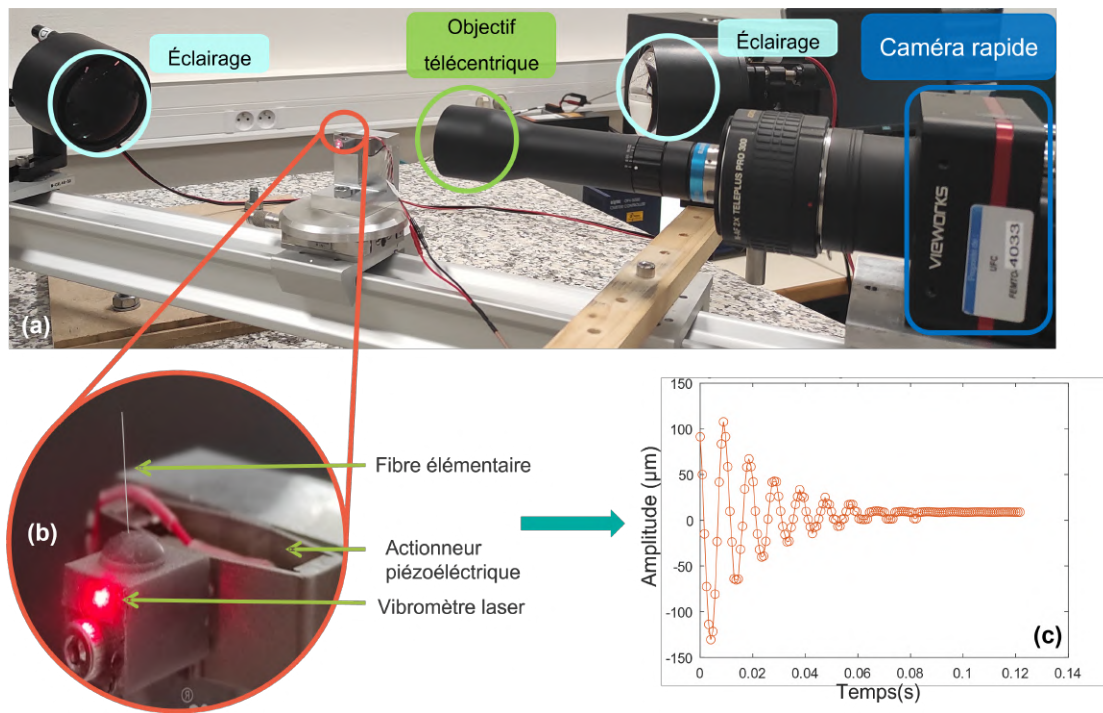 Éclairage
Objectif
télécentrique
Éclairage
Caméra rapide
TELEPLUS PRO 300
VIEWORKS
UFC
FEMTO-4033
(a)
(b)
Fibre élémentaire
Actionneur
piézoéléctrique
Vibromètre laser
®
Amplitude (μm)
150
100
50
0
-50
-100
-150
0
0.02
0.04
0.06
0.08
0.1
0.12
0.14
Temps(s)
(c)